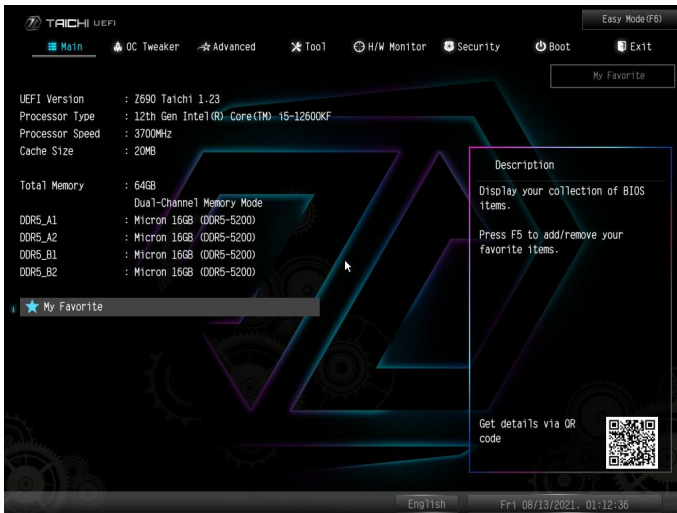 TAICHI UEFI
Easy Mode(F6)
Main OC Tweaker Advanced Tool H/W Monitor Security Boot Exit
My Favorite
UEFI Version : Z690 Taichi 1.23
Processor Type : 12th Gen Intel(R) Core(TM) i5-12600KF
Processor Speed : 3700MHz
Cache Size : 20MB
Total Memory : 64GB
Dual-Channel Memory Mode
DDR5_A1 : Micron 16GB (DDR5-5200)
DDR5_A2 : Micron 16GB (DDR5-5200)
DDR5_B1 : Micron 16GB (DDR5-5200)
DDR5_B2 : Micron 16GB (DDR5-5200)
My Favorite
Description
Display your collection of BIOS
items.
Press F5 to add/remove your
favorite items.
Get details via QR
code
English Fri 08/13/2021, 01:12:36